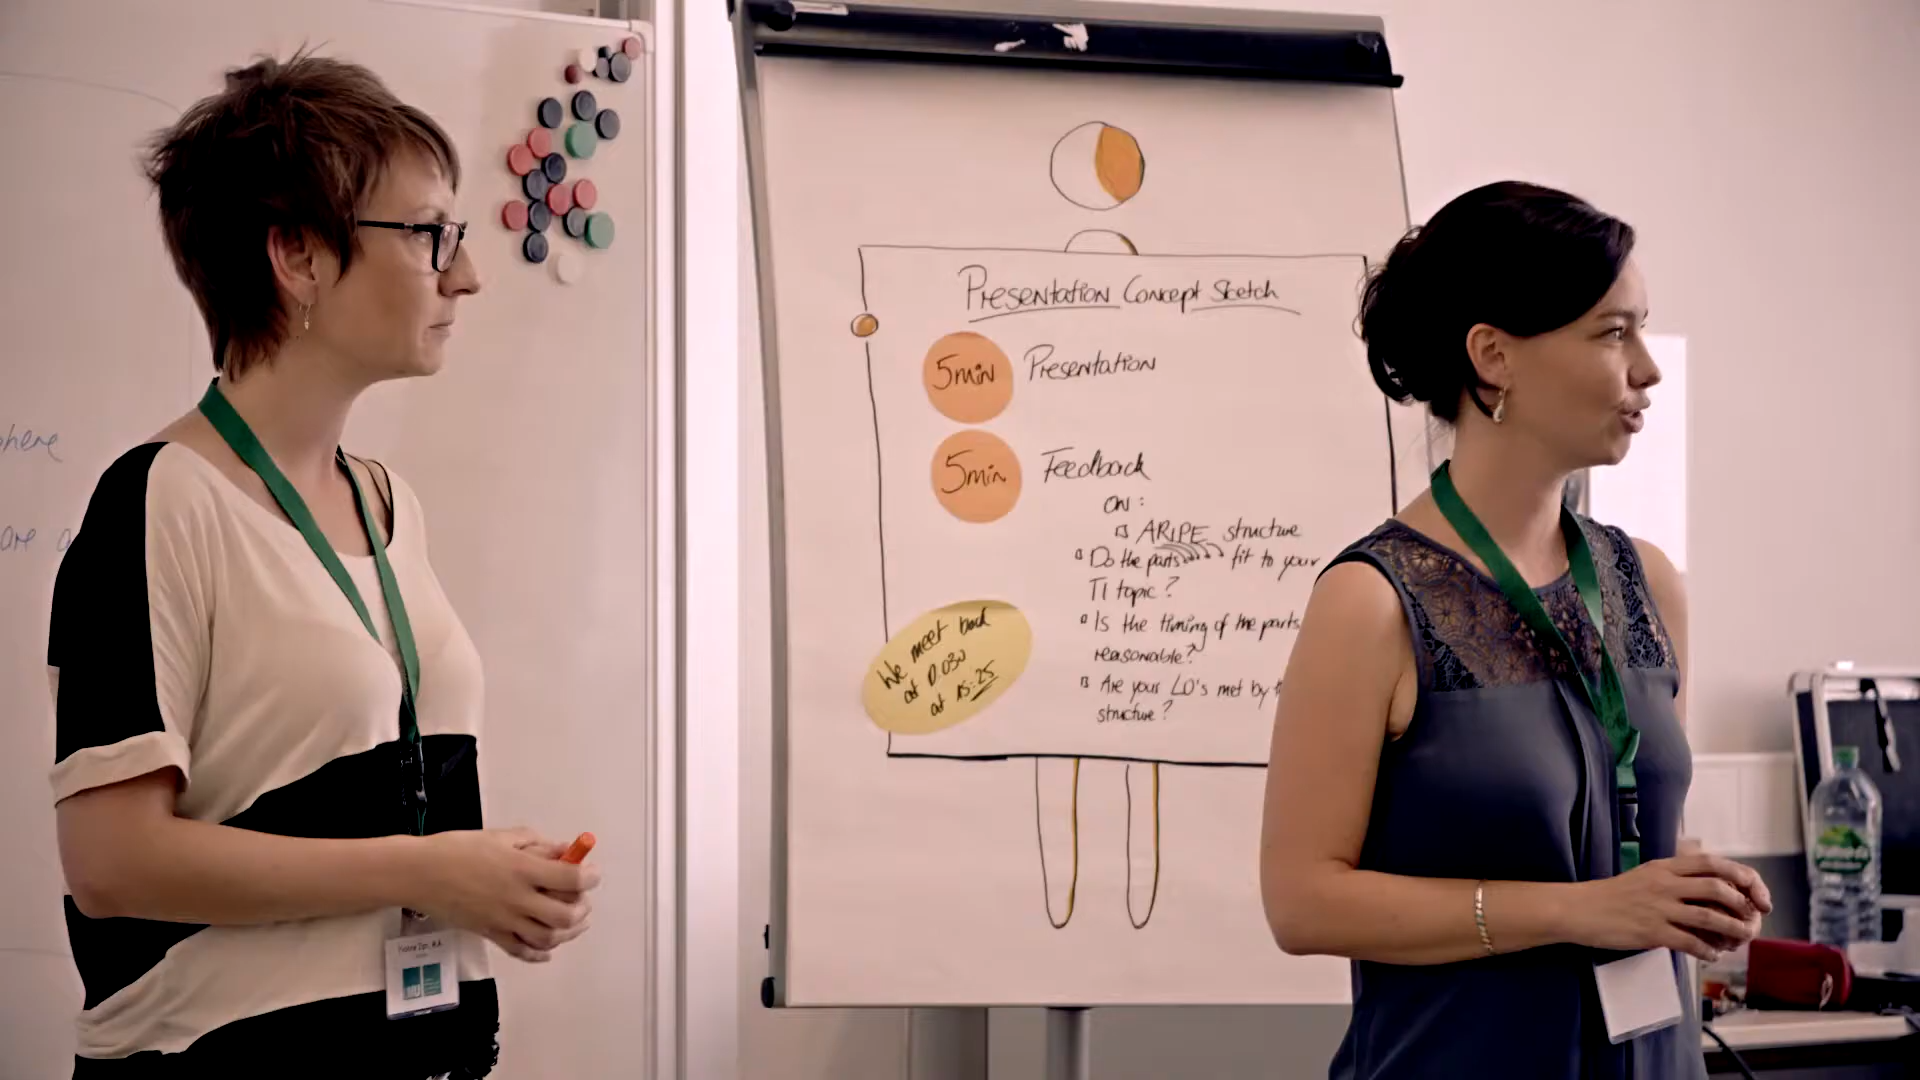 Presentation Concept Sketch
5min Presentation
5min Feedback
ON:
ARIPE structure
Do the parts fit to your
TI topic?
Is the timing of the parts
reasonable?
Are your LO's met by
structure?
We meet back
at D.030
at 15:25
are